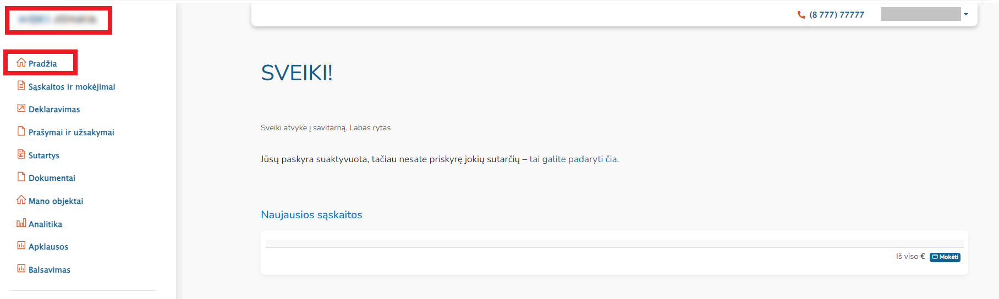 (8 777) 77777
Pradžia
Sąskaitos ir mokėjimai
Deklaravimas
Prašymai ir užsakymai
Sutartys
Dokumentai
Mano objektai
Analitika
Apklausos
Balsavimas
SVEIKI!
Sveiki atvykę į savitarną. Labas rytas
Jūsų paskyra suaktyvuota, tačiau nesate priskyrę jokių sutarčių – tai galite padaryti čia.
Naujausios sąskaitos
Iš viso € Mokėti